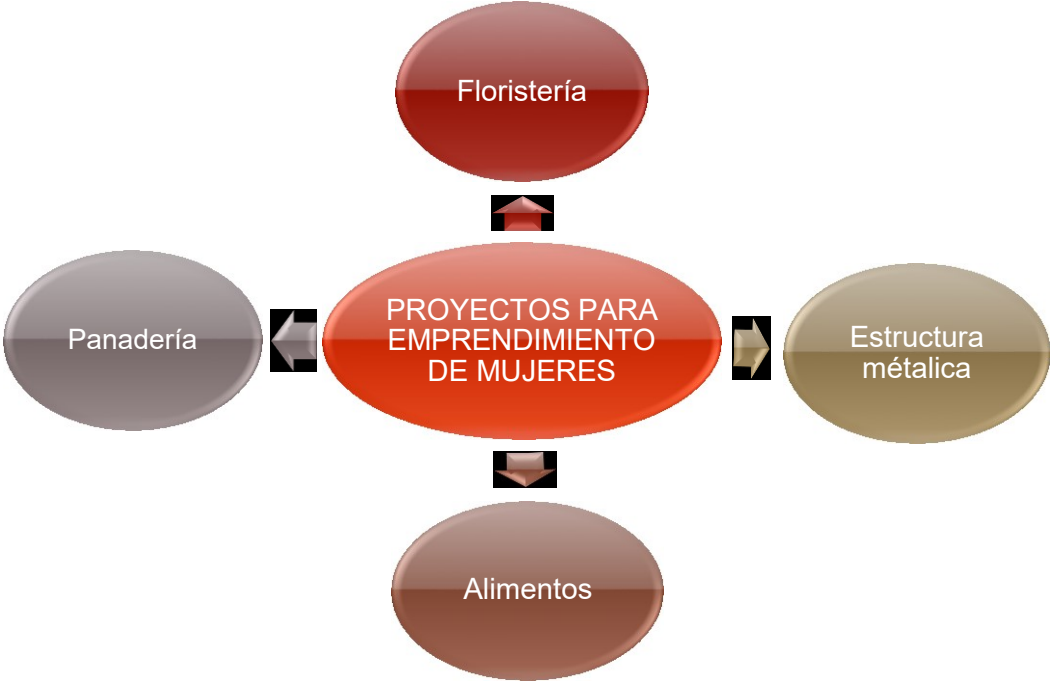 Floristería
Panadería
PROYECTOS PARA
EMPRENDIMIENTO
DE MUJERES
Estructura
métalica
Alimentos